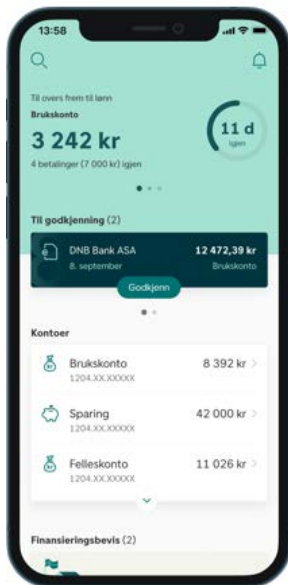 13:58
Til overs frem til lønn
Brukskonto
3 242 kr
11 d
igjen
4 betalinger (7 000 kr) igjen
Til godkjenning (2)
DNB Bank ASA 12 472,39 kr
8. september Brukskonto
Godkjenn
Kontoer
Brukskonto 8 392 kr
1204.XX.XXXXX
Sparing 42 000 kr
1204.XX.XXXXX
Felleskonto 11 026 kr
1204.XX.XXXXX
Finansieringsbevis (2)